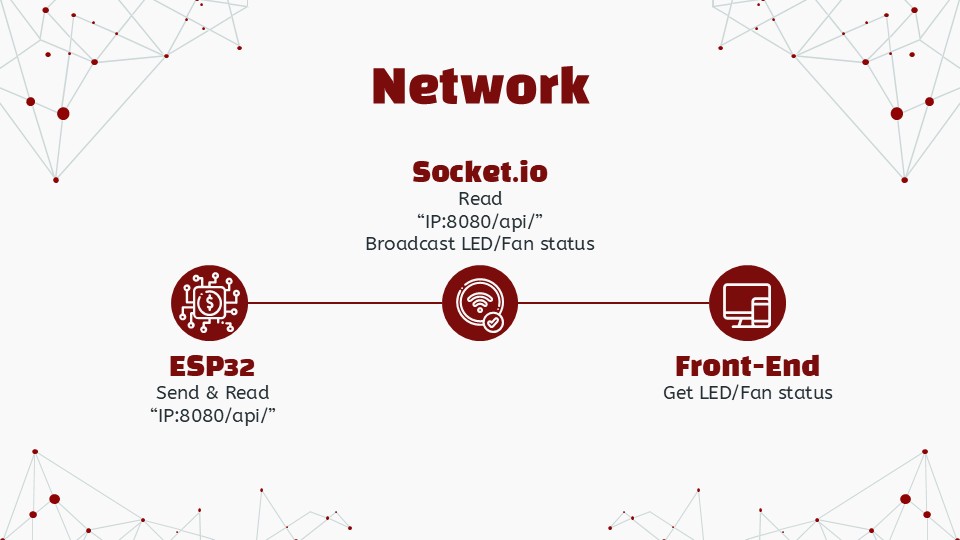 Network
Socket.io
Read
“IP:8080/api/”
Broadcast LED/Fan status
$
ESP32
Send & Read
“IP:8080/api/”
Front-End
Get LED/Fan status